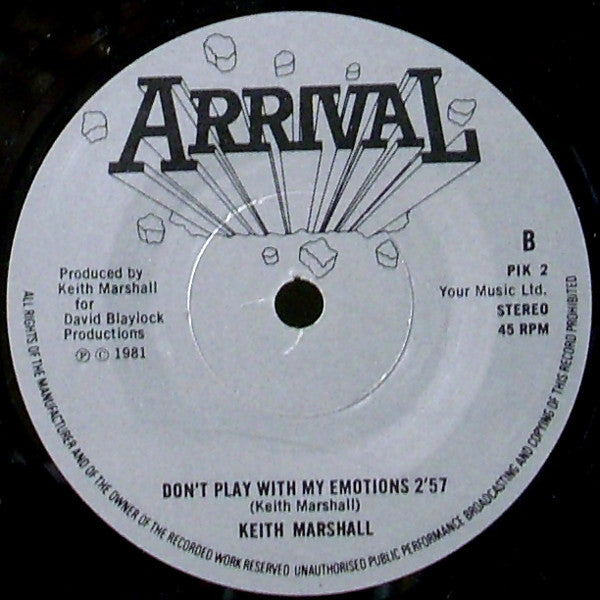 ARRIVAL
B
PIK 2
Your Music Ltd.
STEREO
45 RPM
Produced by
Keith Marshall
for
David Blaylock
Productions
Ⓟ © 1981
DON'T PLAY WITH MY EMOTIONS 2'57
(Keith Marshall)
KEITH MARSHALL
ALL RIGHTS OF THE MANUFACTURER AND OF THE OWNER OF THE RECORDED WORK RESERVED UNAUTHORISED PUBLIC PERFORMANCE BROADCASTING AND COPYING OF THIS RECORD PROHIBITED